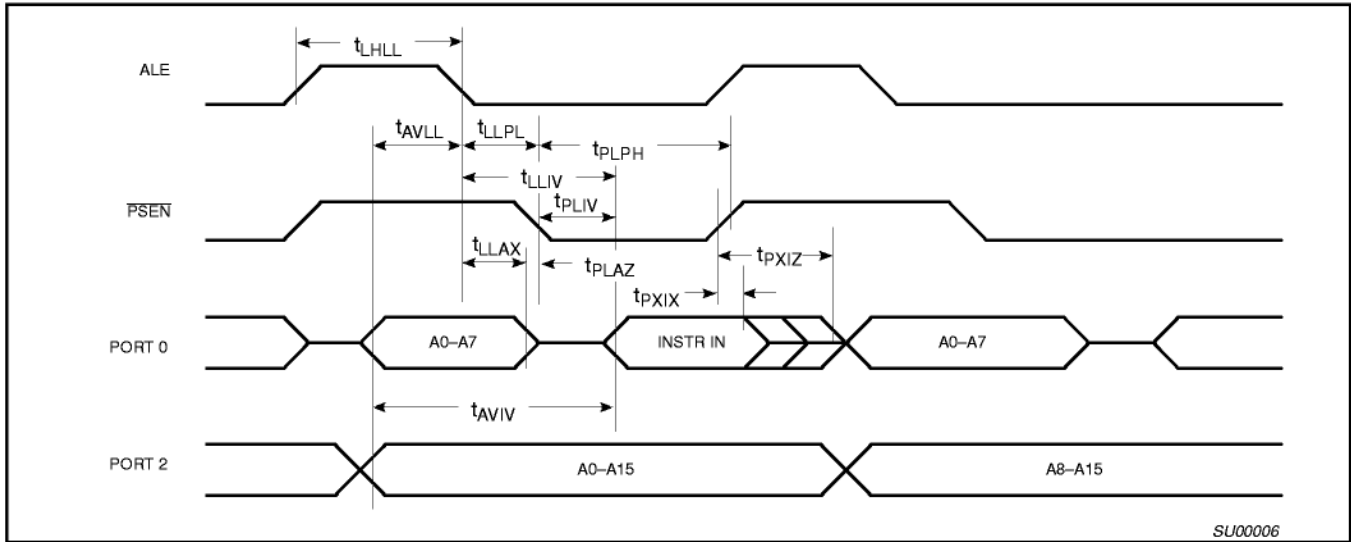 tLHLL
ALE
tAVLL
tLLPL
tPLPH
tLLIV
PSEN
tPLIV
tLLAX
tPLAZ
tPXIZ
tPXIX
PORT 0
A0–A7
INSTR IN
A0–A7
tAVIV
PORT 2
A0–A15
A8–A15
SU00006